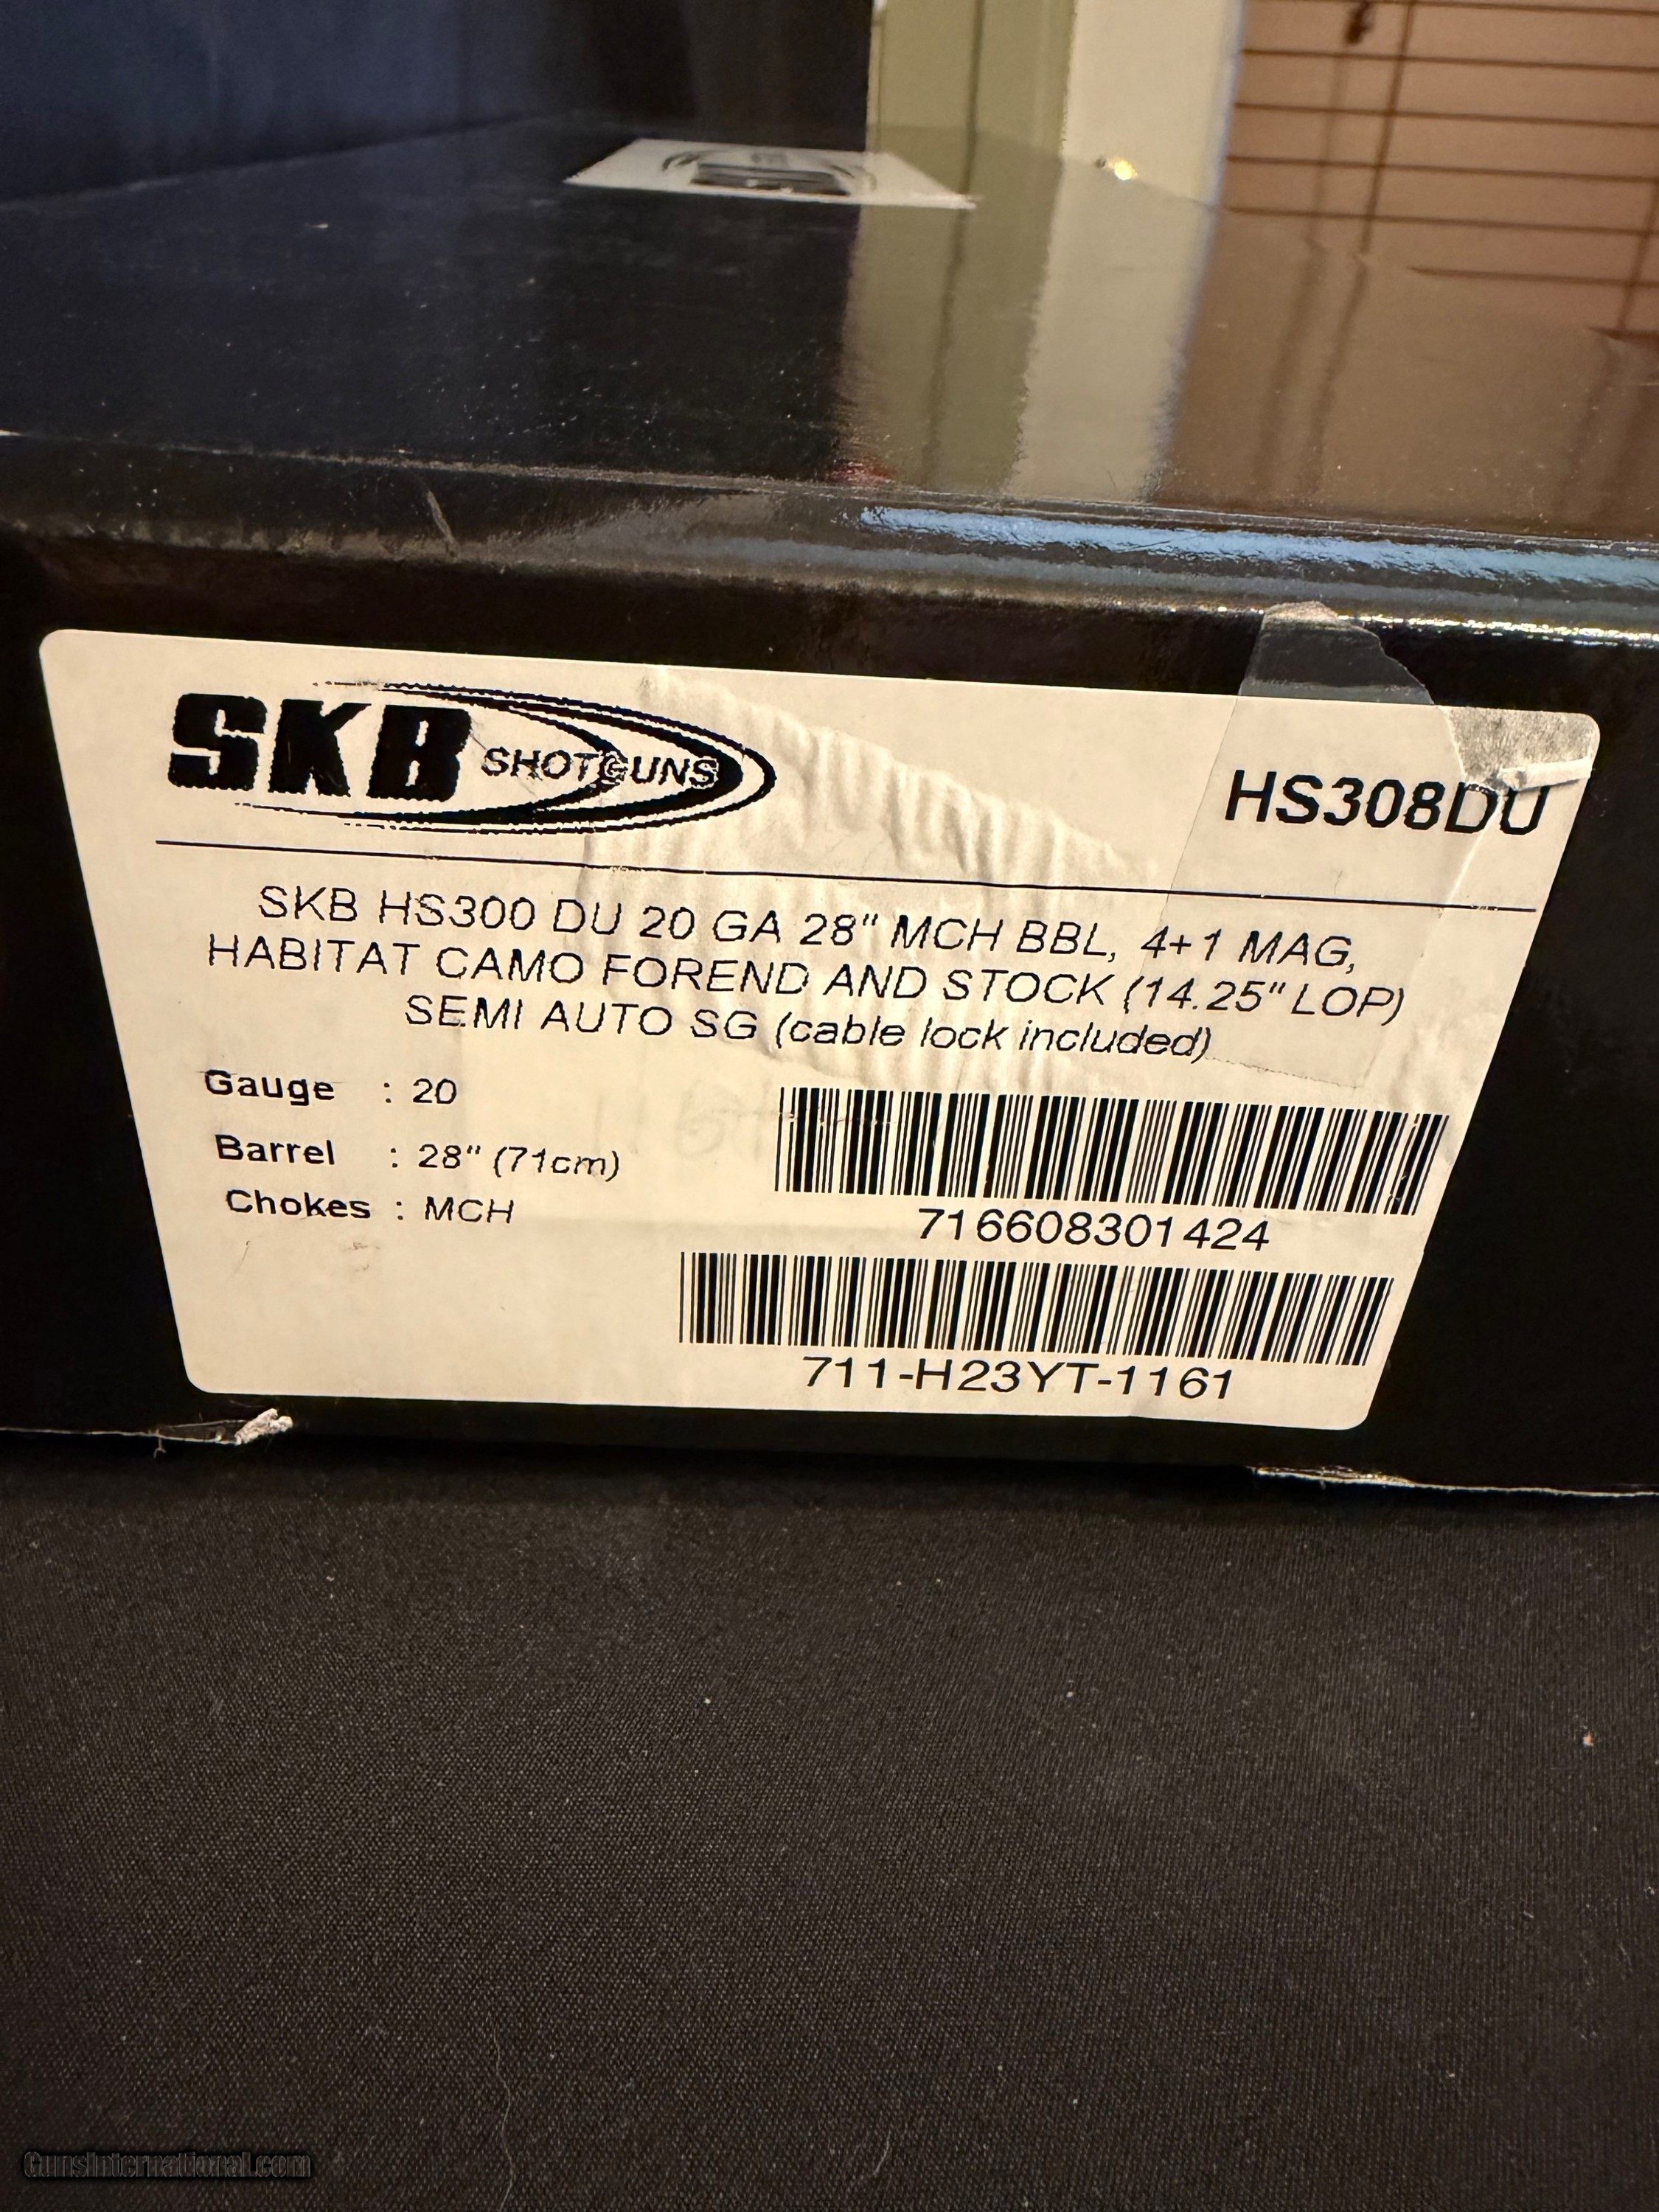 SKB SHOTGUNS
HS308DU
SKB HS300 DU 20 GA 28" MCH BBL, 4+1 MAG,
HABITAT CAMO FOREND AND STOCK (14.25" LOP)
SEMI AUTO SG (cable lock included)
Gauge : 20
Barrel : 28" (71cm)
Chokes : MCH
716608301424
711-H23YT-1161
GunsInternational.com